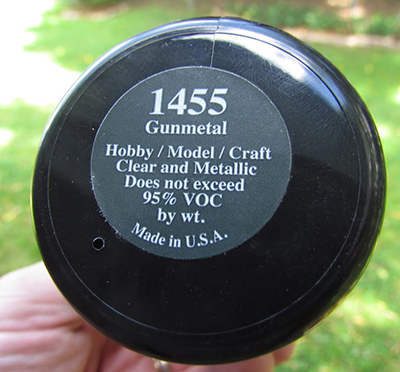 1455
Gunmetal
Hobby / Model / Craft
Clear and Metallic
Does not exceed
95% VOC
by wt.
Made in U.S.A.